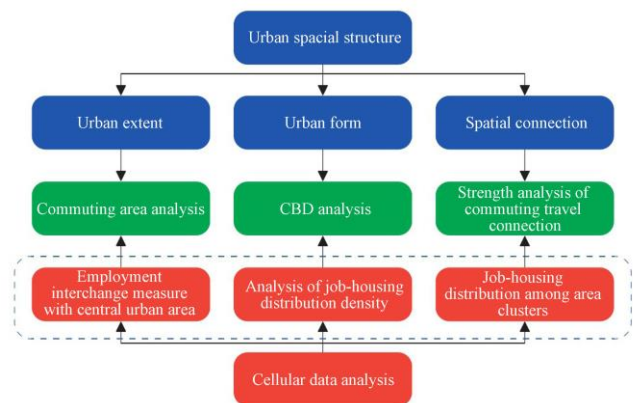 Urban spacial structure
Urban extent
Urban form
Spatial connection
Commuting area analysis
CBD analysis
Strength analysis of
commuting travel
connection
Employment
interchange measure
with central urban area
Analysis of job-housing
distribution density
Job-housing
distribution among area
clusters
Cellular data analysis